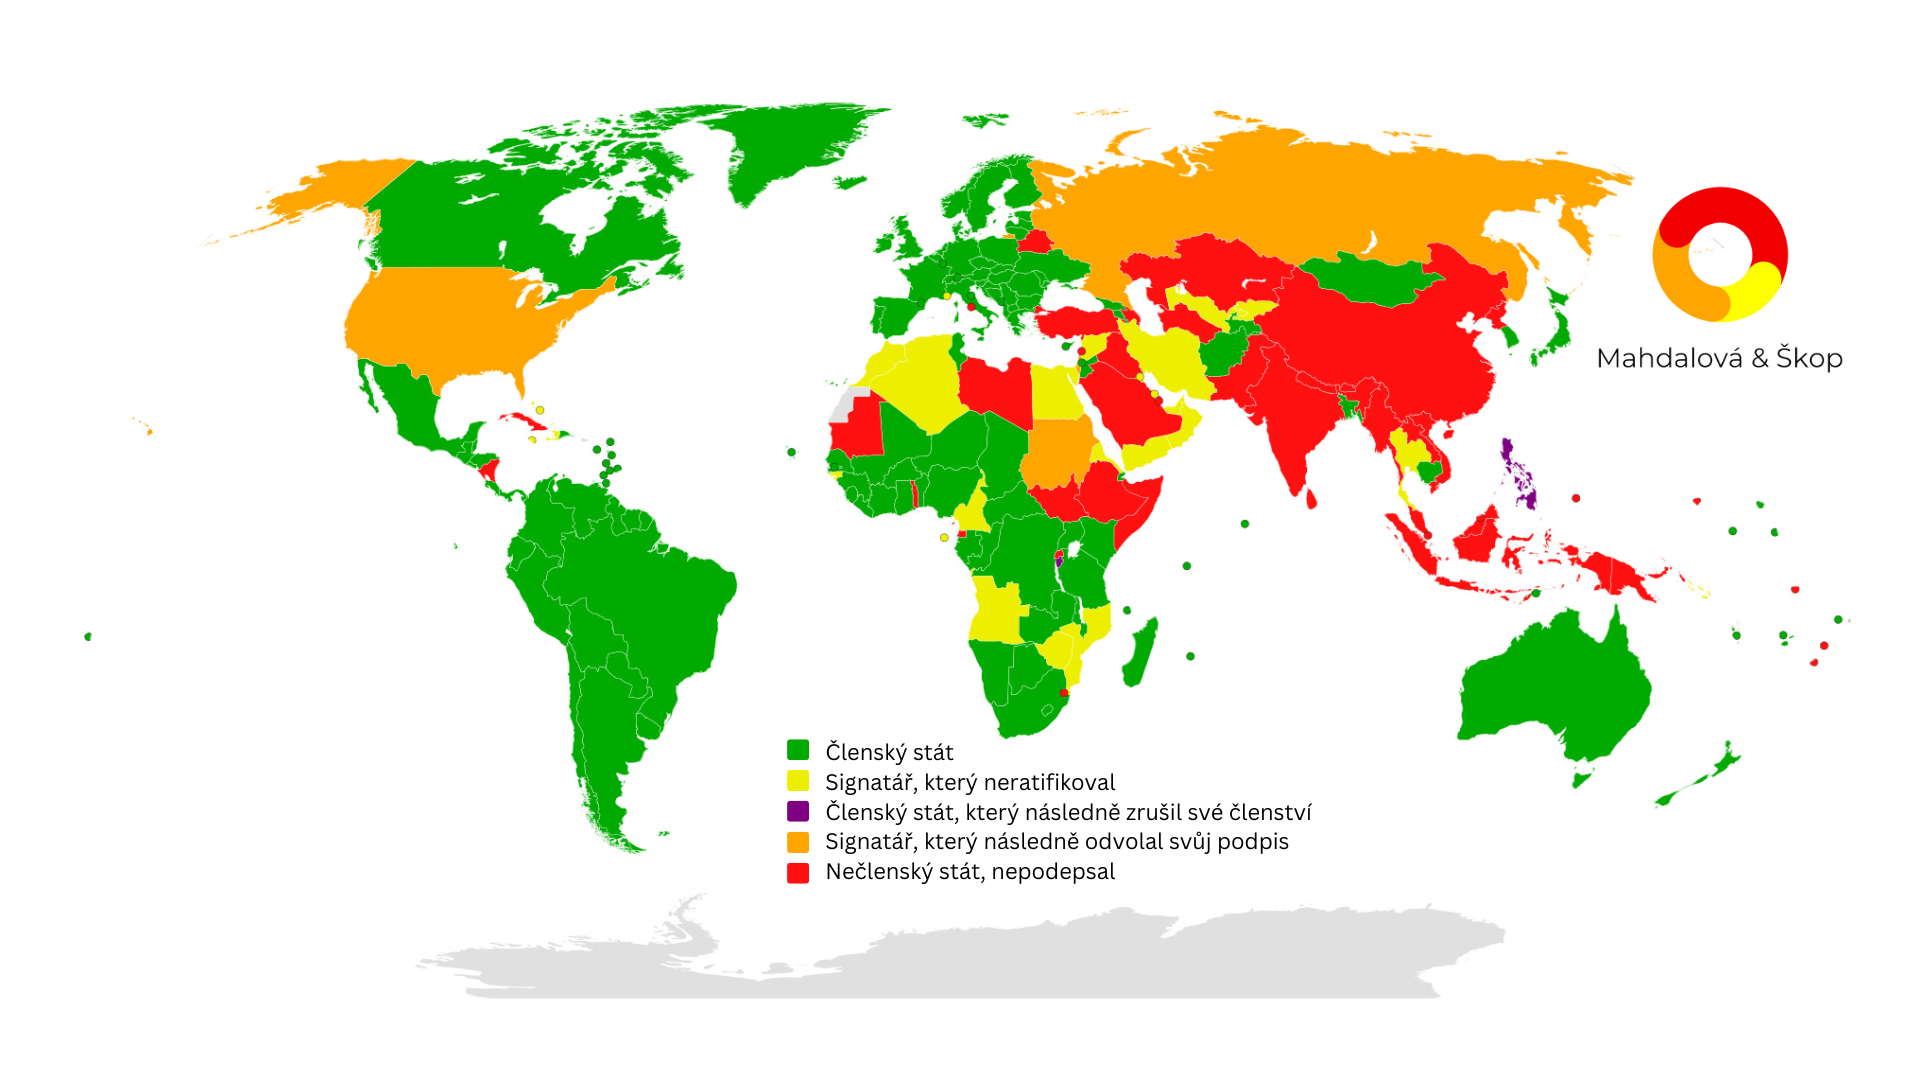 Mahdalová & Škop
Členský stát
Signatář, který neratifikoval
Členský stát, který následně zrušil své členství
Signatář, který následně odvolal svůj podpis
Nečlenský stát, nepodepsal